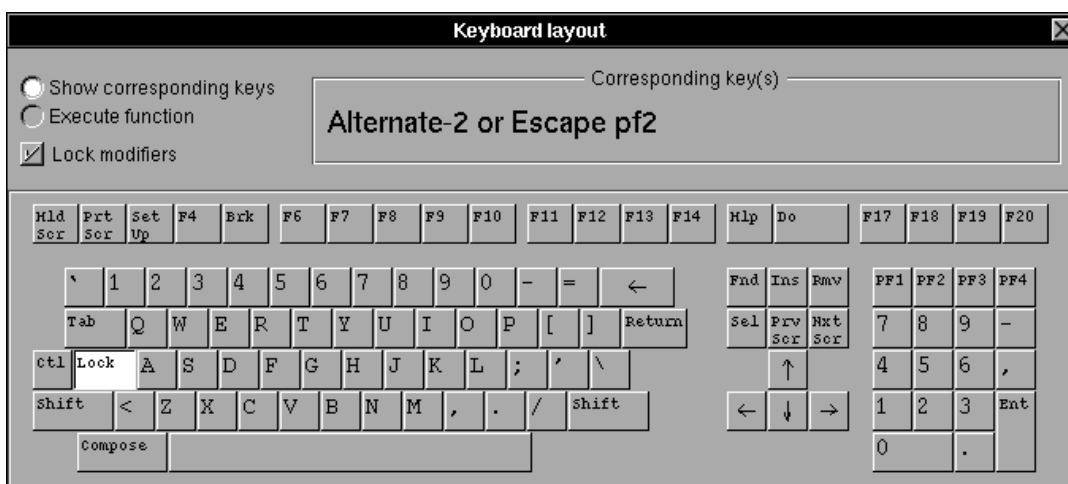 Keyboard layout
Show corresponding keys
Execute function
Lock modifiers
Corresponding key(s)
Alternate-2 or Escape pf2
Hld Scr Prt Scr Set Up F4 Brk F6 F7 F8 F9 F10 F11 F12 F13 F14 Hlp Do F17 F18 F19 F20
` 1 2 3 4 5 6 7 8 9 0 - = ← Fnd Ins Rmv PF1 PF2 PF3 PF4
Tab Q W E R T Y U I O P [ ] Return Sel Prv Scr Nxt Scr 7 8 9 -
Ctl Lock A S D F G H J K L ; ' \ ↑ 4 5 6 ,
Shift < Z X C V B N M , . / Shift ← ↓ → 1 2 3 Ent
Compose 0 .